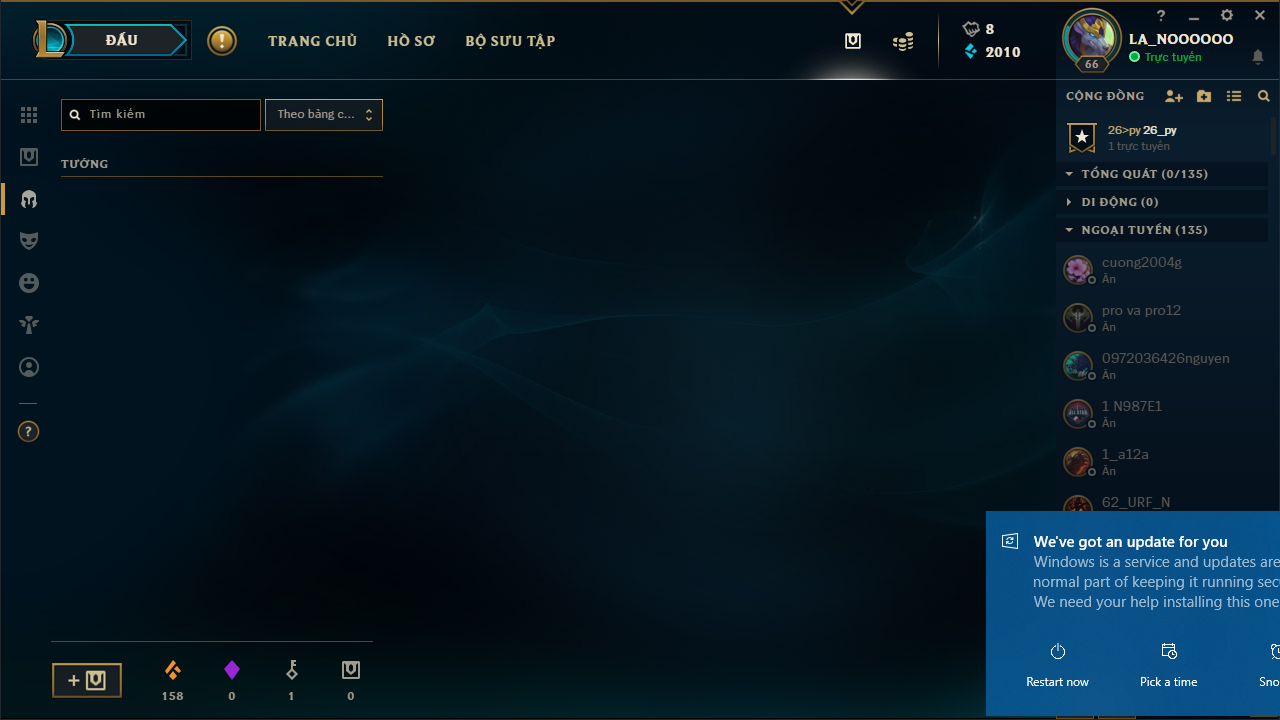 ĐẤU
TRANG CHỦ
HỒ SƠ
BỘ SƯU TẬP
8
2010
66
LA_NOOOOOO
Trực tuyến
Tìm kiếm
Theo bảng c...
TƯỚNG
CỘNG ĐỒNG
26>py 26_py
1 trực tuyến
TỔNG QUÁT (0/135)
DI ĐỘNG (0)
NGOẠI TUYẾN (135)
cuong2004g
Ẩn
pro va pro12
Ẩn
0972036426nguyen
Ẩn
1 N987E1
Ẩn
1_a12a
Ẩn
62_URF_N
We've got an update for you
Windows is a service and updates are
normal part of keeping it running sec
We need your help installing this one
Restart now
Pick a time
Sno
158
0
1
0